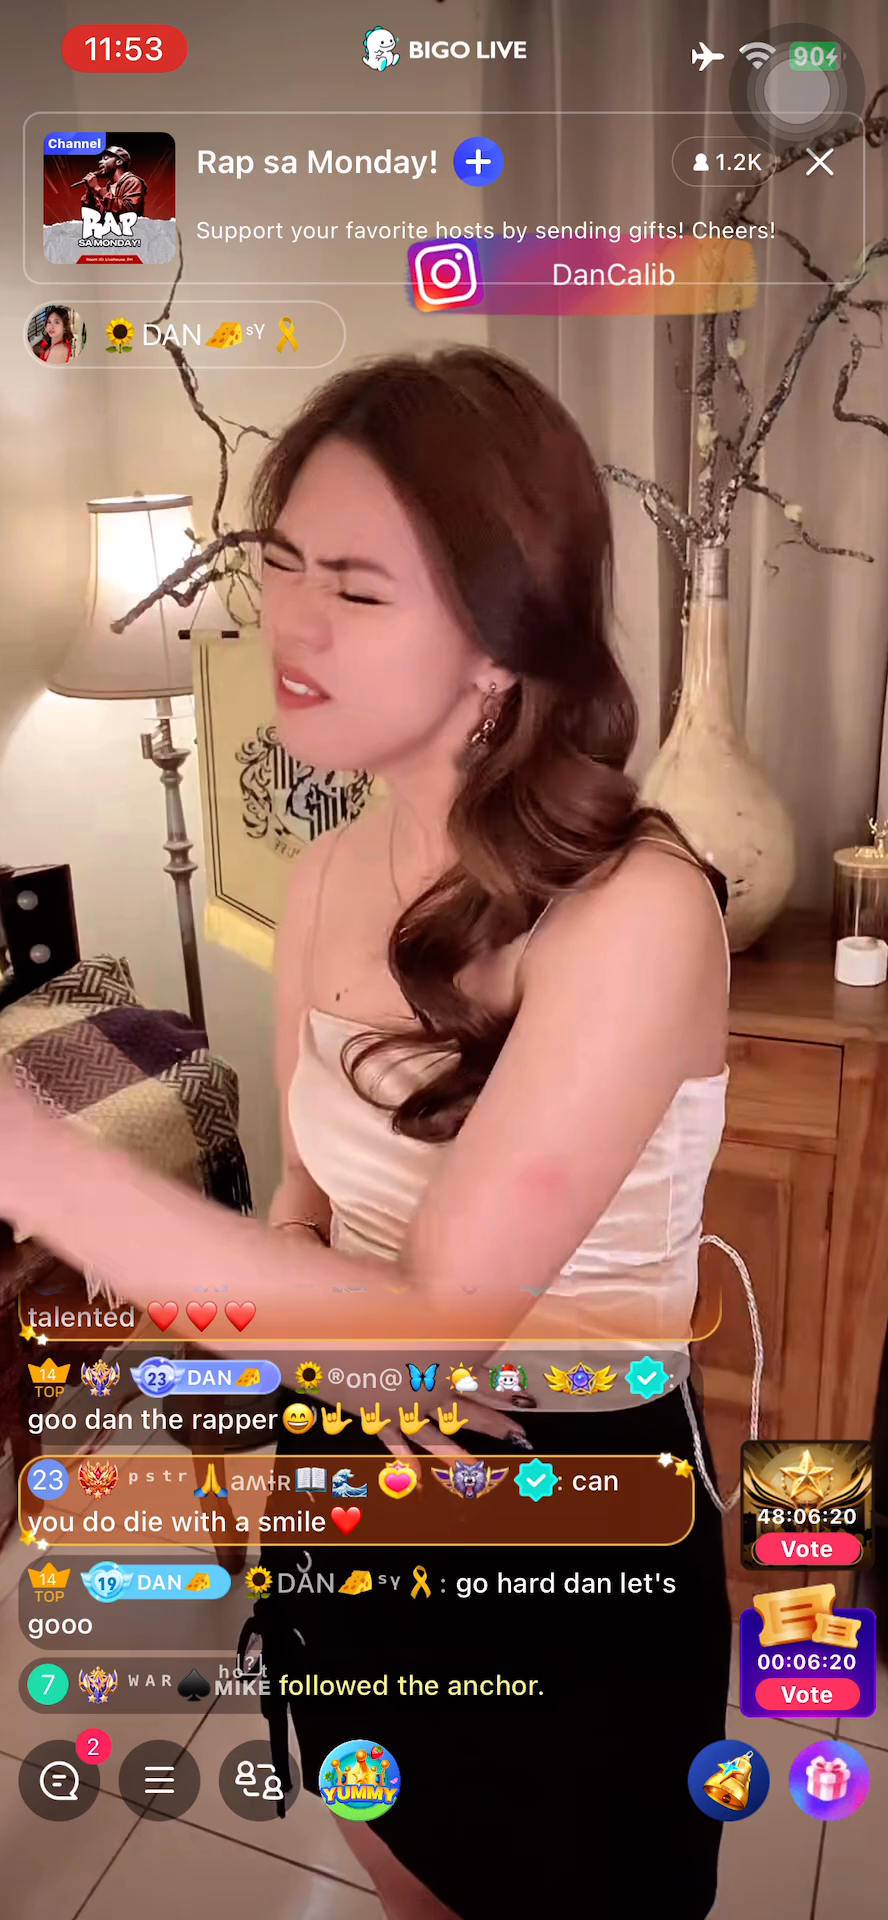 11:53
BIGO LIVE
90
Channel
RAP
SA MONDAY!
Rap sa Monday!
1.2K
Support your favorite hosts by sending gifts! Cheers!
DanCalib
🌻DAN🧀ˢʸ🎗
talented ❤️❤️❤️
14 TOP 23 DAN🧀 🌻®on@🦋🌤🎅 :
goo dan the rapper😄🤟🤟🤟🤟
23 ᵖˢᵗʳ🙏aʍɨʀ📖🌊 : can
you do die with a smile❤️
14 TOP 19 DAN🧀 🌻DAN🧀ˢʸ🎗: go hard dan let's
gooo
7 ᵂᴬᴿ♠️MIKE followed the anchor.
48:06:20
Vote
00:06:20
Vote
2
YUMMY